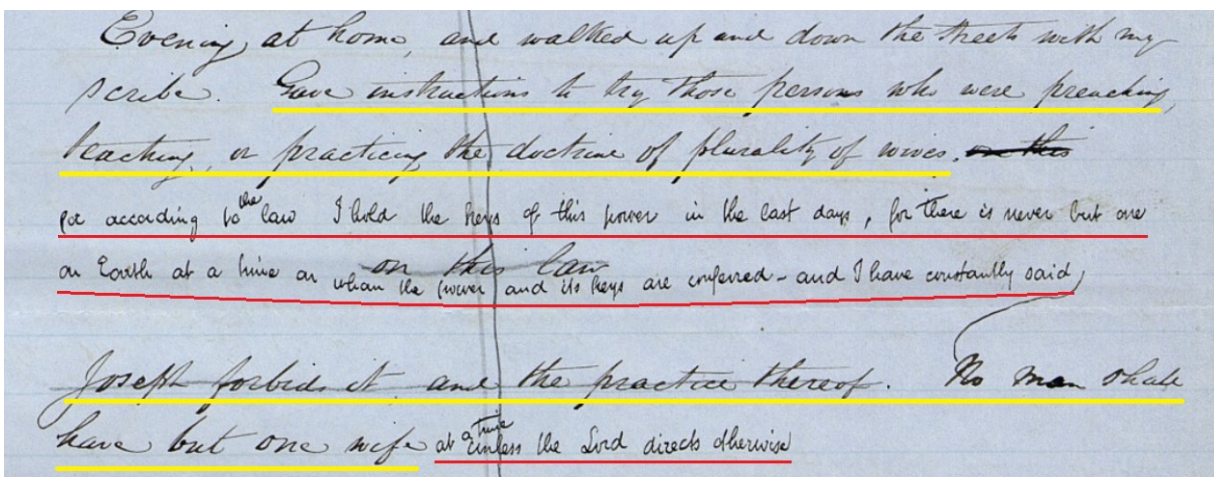 Evening, at home, and walked up and down the streets with my
scribe. Gave instructions to try those persons who were preaching,
teaching, or practicing the doctrine of plurality of wives. on this
for according to the law I hold the keys of this power in the last days, for there is never but one
on this law
on Earth at a time on whom the power and its keys are conferred - and I have constantly said
Joseph forbids it and the practice thereof. No man shall
have but one wife at a time unless the Lord directs otherwise